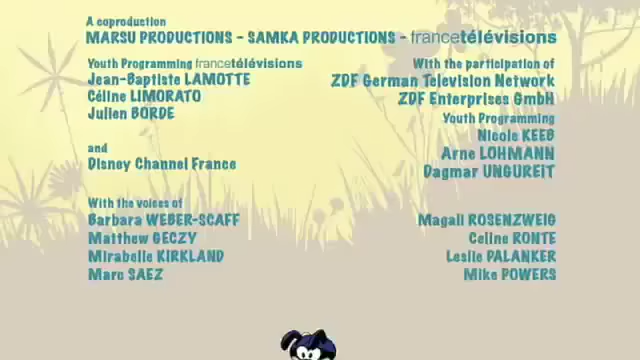 A coproduction
MARSU PRODUCTIONS - SAMKA PRODUCTIONS - francetélévisions
Youth Programming francetélévisions
Jean-Baptiste LAMOTTE
Céline LIMORATO
Julien BORDE
and
Disney Channel France
With the participation of
ZDF German Television Network
ZDF Enterprises GmbH
Youth Programming
Nicole KEEB
Arne LOHMANN
Dagmar UNGUREIT
With the voices of
Barbara WEBER-SCAFF
Matthew GECZY
Mirabelle KIRKLAND
Marc SAEZ
Magali ROSENZWEIG
Celine RONTE
Leslie PALANKER
Mike POWERS